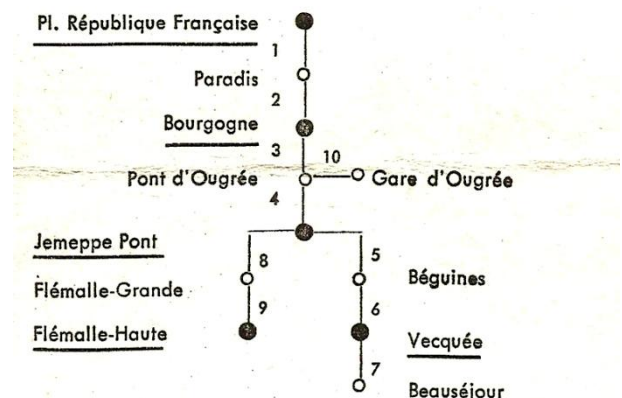 Pl. République Française
1
Paradis
2
Bourgogne
3 10
Pont d'Ougrée Gare d'Ougrée
4
Jemeppe Pont
8 5
Flémalle-Grande Béguines
9 6
Flémalle-Haute Vecquée
7
Beauséjour